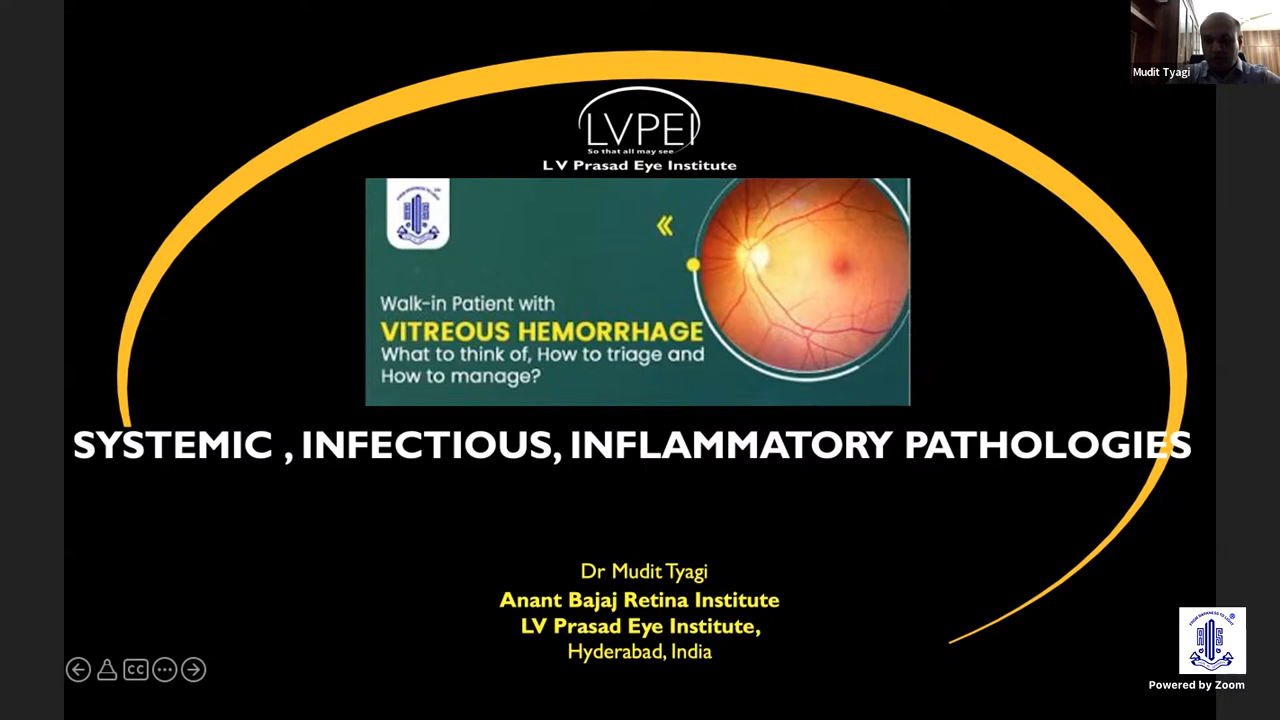 Mudit Tyagi
LVPEI
So that all may see
LV Prasad Eye Institute
Walk-in Patient with
VITREOUS HEMORRHAGE
What to think of, How to triage and
How to manage?
SYSTEMIC , INFECTIOUS, INFLAMMATORY PATHOLOGIES
Dr Mudit Tyagi
Anant Bajaj Retina Institute
LV Prasad Eye Institute,
Hyderabad, India
CC
Powered by Zoom